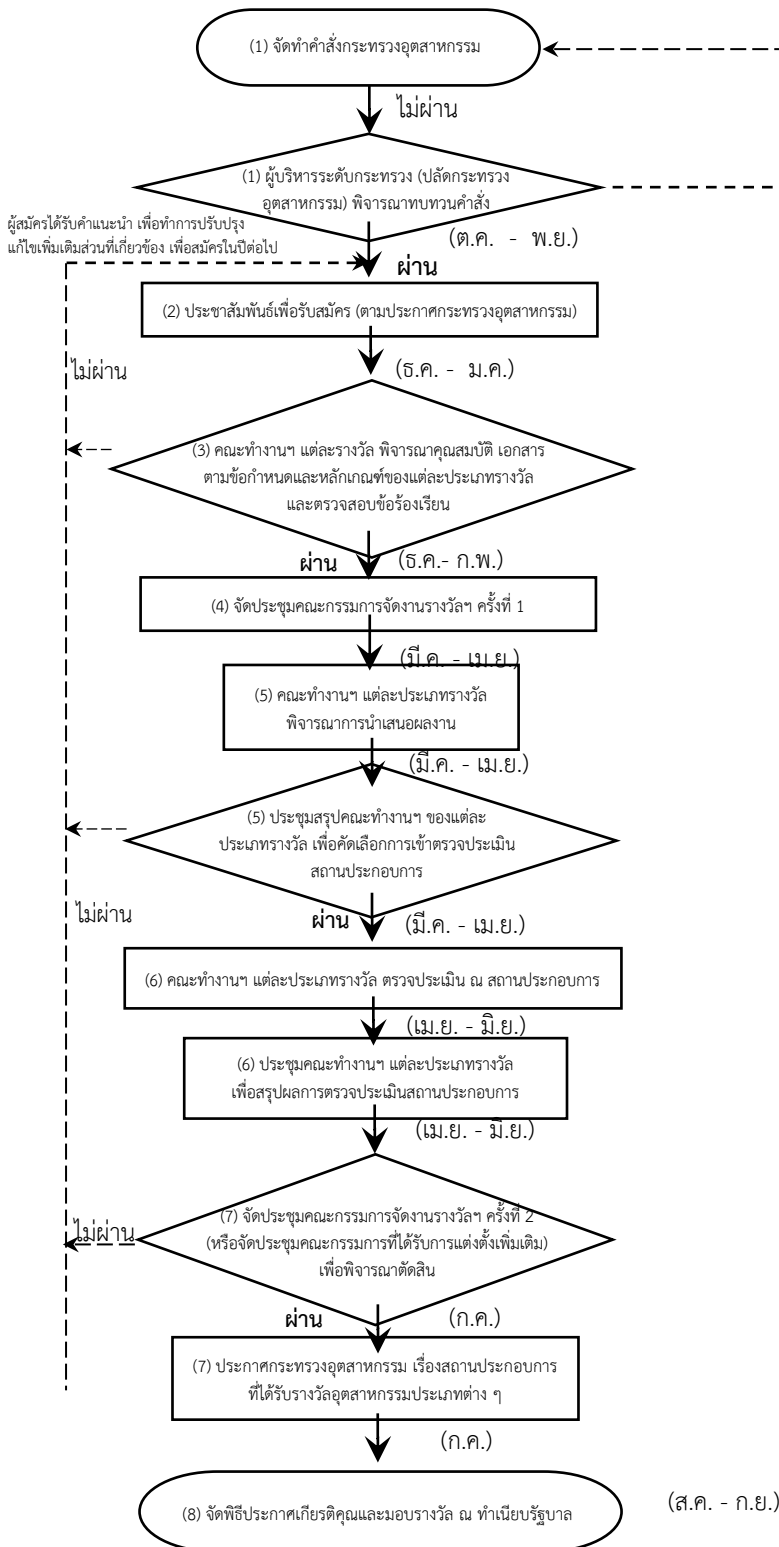 (1) จัดทำคำสั่งกระทรวงอุตสาหกรรม
ไม่ผ่าน
(1) ผู้บริหารระดับกระทรวง (ปลัดกระทรวง
อุตสาหกรรม) พิจารณาทบทวนคำสั่ง
ผู้สมัครได้รับคำแนะนำ เพื่อทำการปรับปรุง
แก้ไขเพิ่มเติมส่วนที่เกี่ยวข้อง เพื่อสมัครในปีต่อไป
(ต.ค. - พ.ย.)
ผ่าน
(2) ประชาสัมพันธ์เพื่อรับสมัคร (ตามประกาศกระทรวงอุตสาหกรรม)
ไม่ผ่าน
(ธ.ค. - ม.ค.)
(3) คณะทำงานฯ แต่ละรางวัล พิจารณาคุณสมบัติ เอกสาร
ตามข้อกำหนดและหลักเกณฑ์ของแต่ละประเภทรางวัล
และตรวจสอบข้อร้องเรียน
ผ่าน
(ธ.ค.- ก.พ.)
(4) จัดประชุมคณะกรรมการจัดงานรางวัลฯ ครั้งที่ 1
(มี.ค. - เม.ย.)
(5) คณะทำงานฯ แต่ละประเภทรางวัล
พิจารณาการนำเสนอผลงาน
(มี.ค. - เม.ย.)
(5) ประชุมสรุปคณะทำงานฯ ของแต่ละ
ประเภทรางวัล เพื่อคัดเลือกการเข้าตรวจประเมิน
สถานประกอบการ
ไม่ผ่าน
ผ่าน
(มี.ค. - เม.ย.)
(6) คณะทำงานฯ แต่ละประเภทรางวัล ตรวจประเมิน ณ สถานประกอบการ
(เม.ย. - มิ.ย.)
(6) ประชุมคณะทำงานฯ แต่ละประเภทรางวัล
เพื่อสรุปผลการตรวจประเมินสถานประกอบการ
(เม.ย. - มิ.ย.)
ไม่ผ่าน
(7) จัดประชุมคณะกรรมการจัดงานรางวัลฯ ครั้งที่ 2
(หรือจัดประชุมคณะกรรมการที่ได้รับการแต่งตั้งเพิ่มเติม)
เพื่อพิจารณาตัดสิน
ผ่าน
(ก.ค.)
(7) ประกาศกระทรวงอุตสาหกรรม เรื่องสถานประกอบการ
ที่ได้รับรางวัลอุตสาหกรรมประเภทต่าง ๆ
(ก.ค.)
(8) จัดพิธีประกาศเกียรติคุณและมอบรางวัล ณ ทำเนียบรัฐบาล
(ส.ค. - ก.ย.)